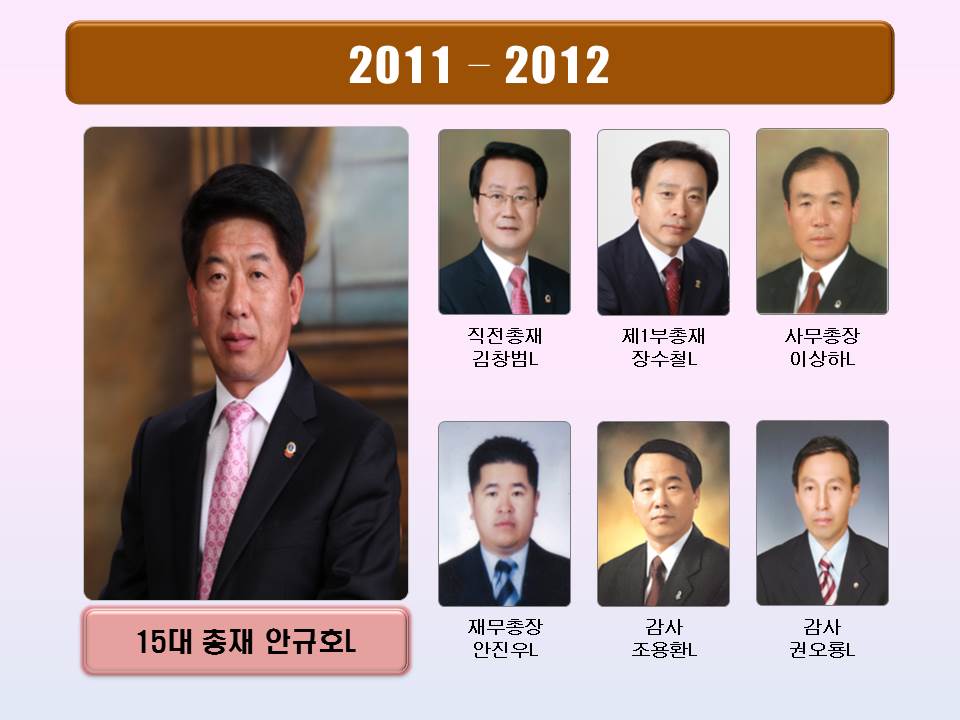 2011 – 2012
직전총재
김창범L
제1부총재
장수철L
사무총장
이상하L
15대 총재 안규호L
재무총장
안진우L
감사
조용환L
감사
권오룡L